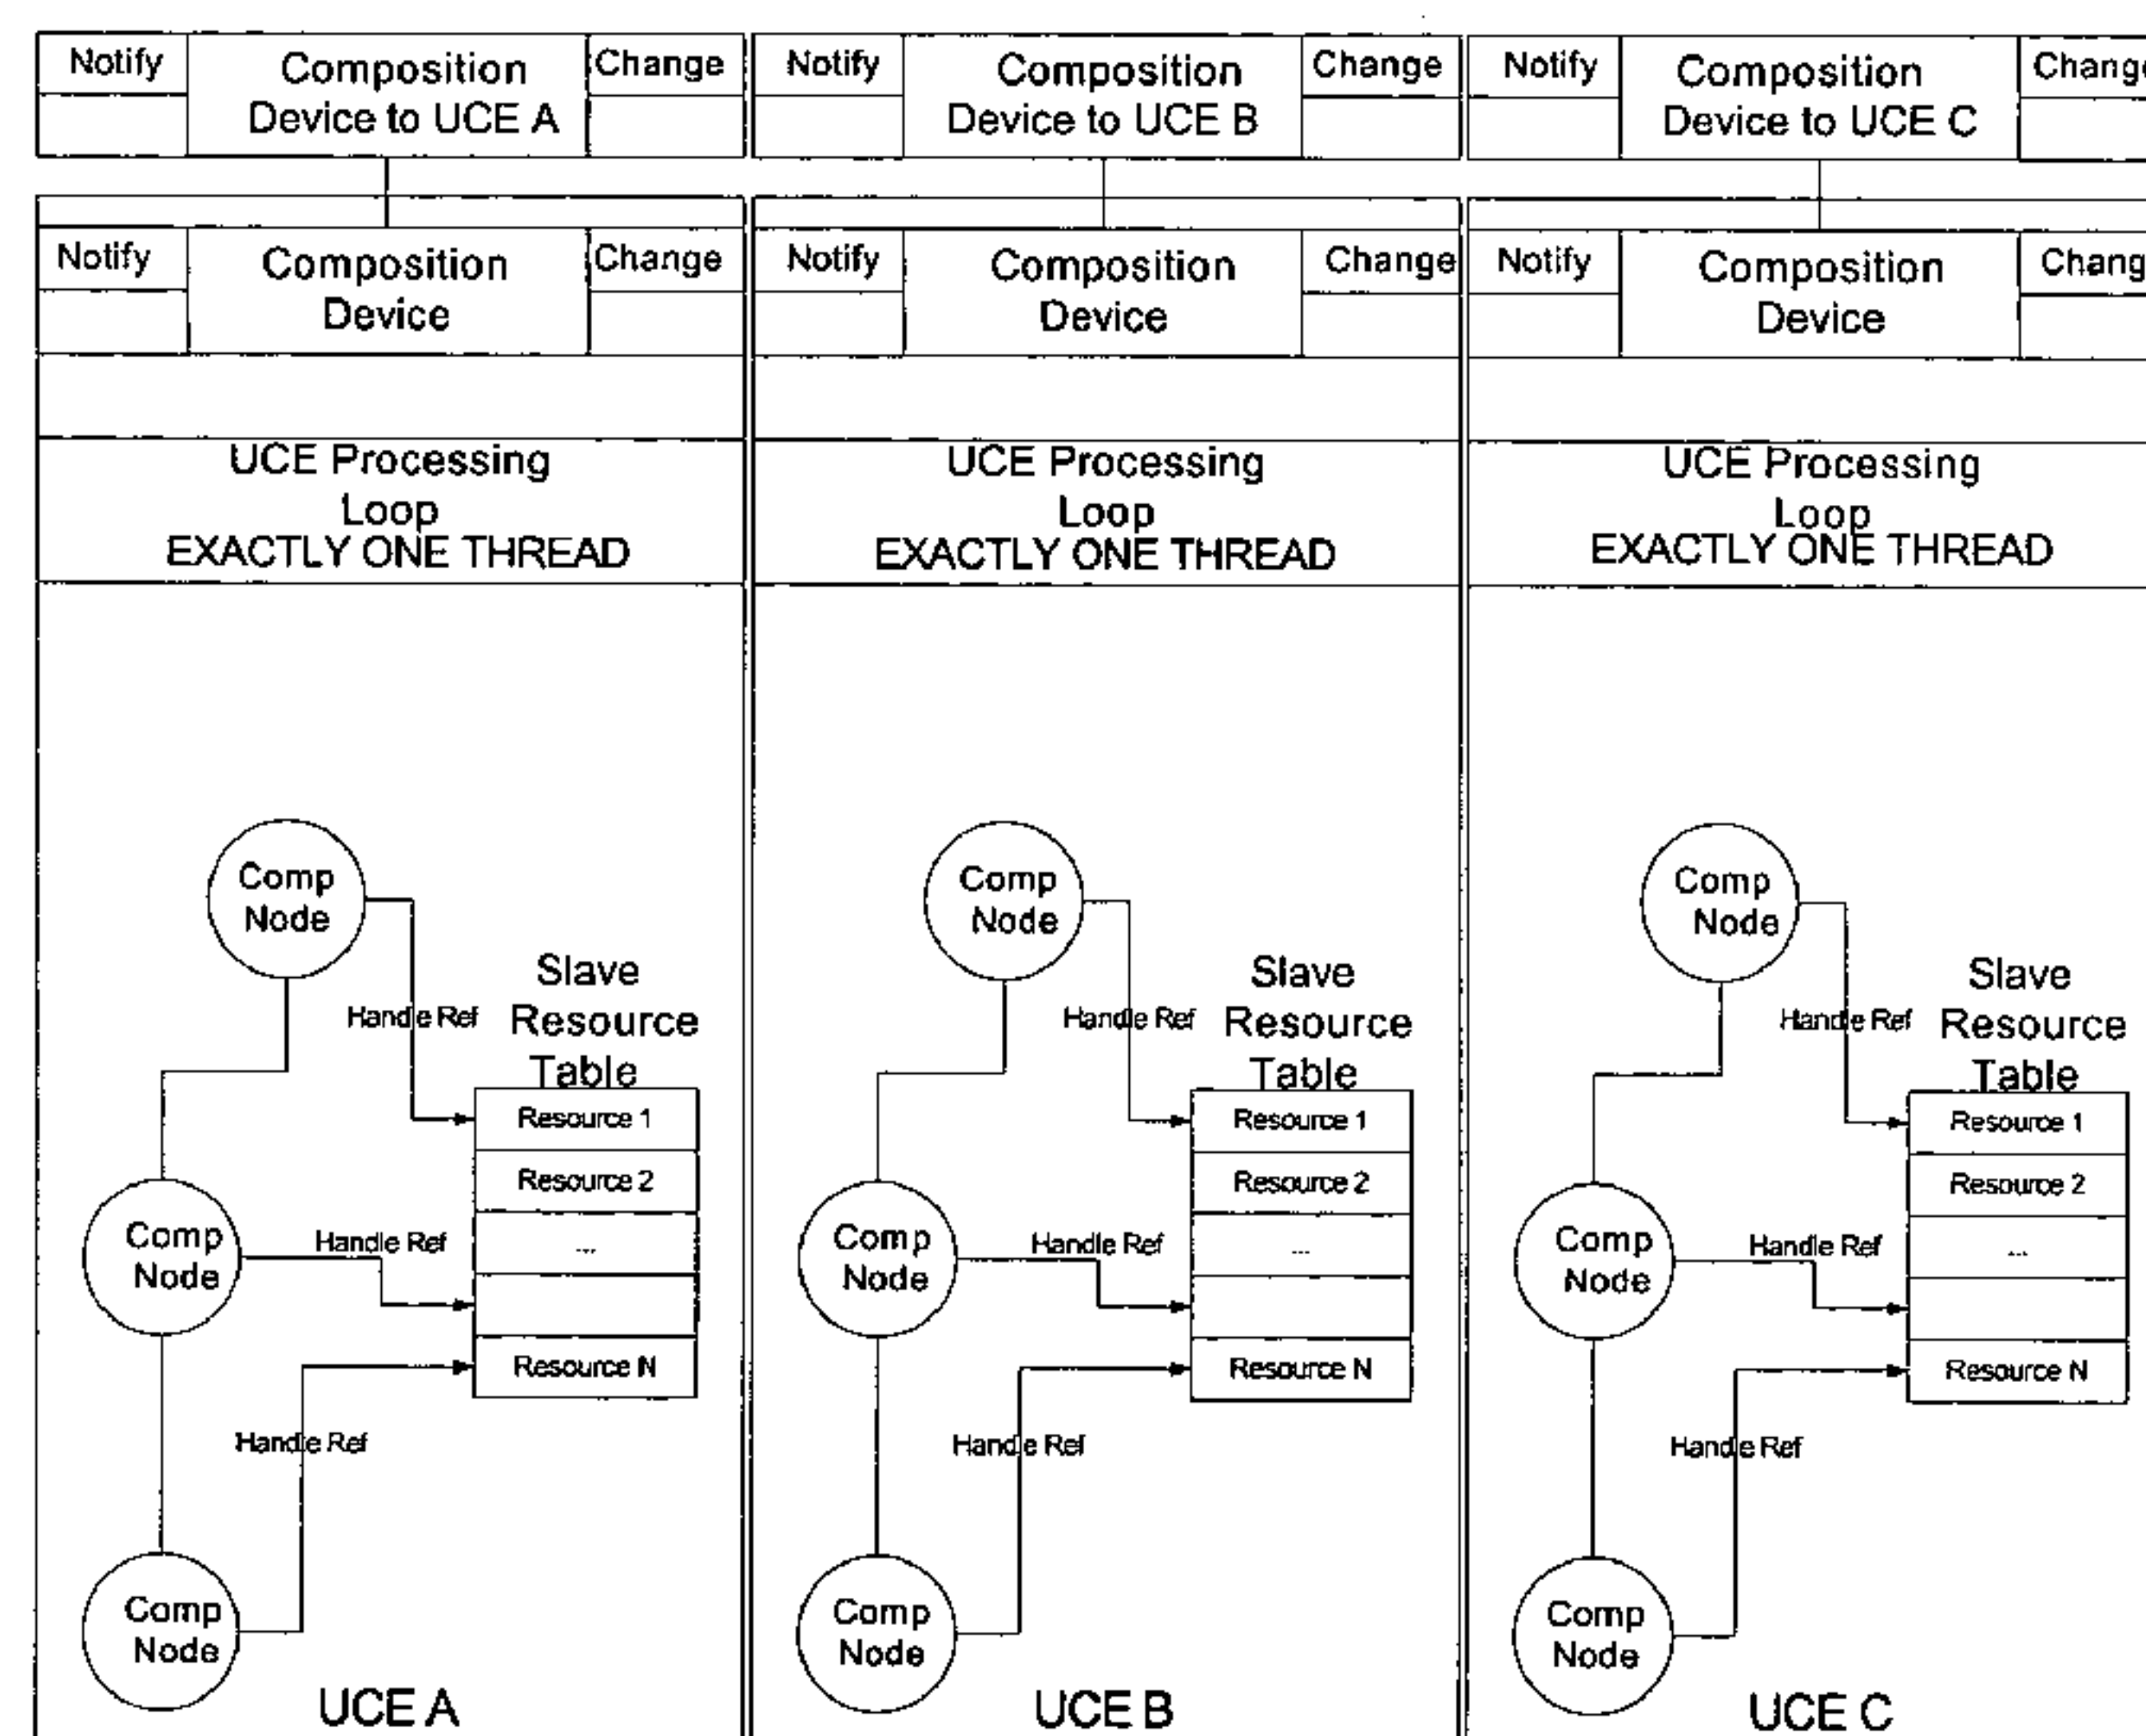 Notify
Composition
Device to UCE A
Change
Notify
Composition
Device to UCE B
Change
Notify
Composition
Device to UCE C
Change
Notify
Composition
Device
Change
Notify
Composition
Device
Change
Notify
Composition
Device
Chang
UCE Processing
Loop
EXACTLY ONE THREAD
UCE Processing
Loop
EXACTLY ONE THREAD
UCE Processing
Loop
EXACTLY ONE THREAD
Comp
Node
Handle Ref
Slave
Resource
Table
Resource 1
Resource 2
...
Resource N
Comp
Node
Handle Ref
Handle Ref
Comp
Node
UCE A
Comp
Node
Handle Ref
Slave
Resource
Table
Resource 1
Resource 2
...
Resource N
Comp
Node
Handle Ref
Handle Ref
Comp
Node
UCE B
Comp
Node
Handle Ref
Slave
Resource
Table
Resource 1
Resource 2
...
Resource N
Comp
Node
Handle Ref
Handle Ref
Comp
Node
UCE C